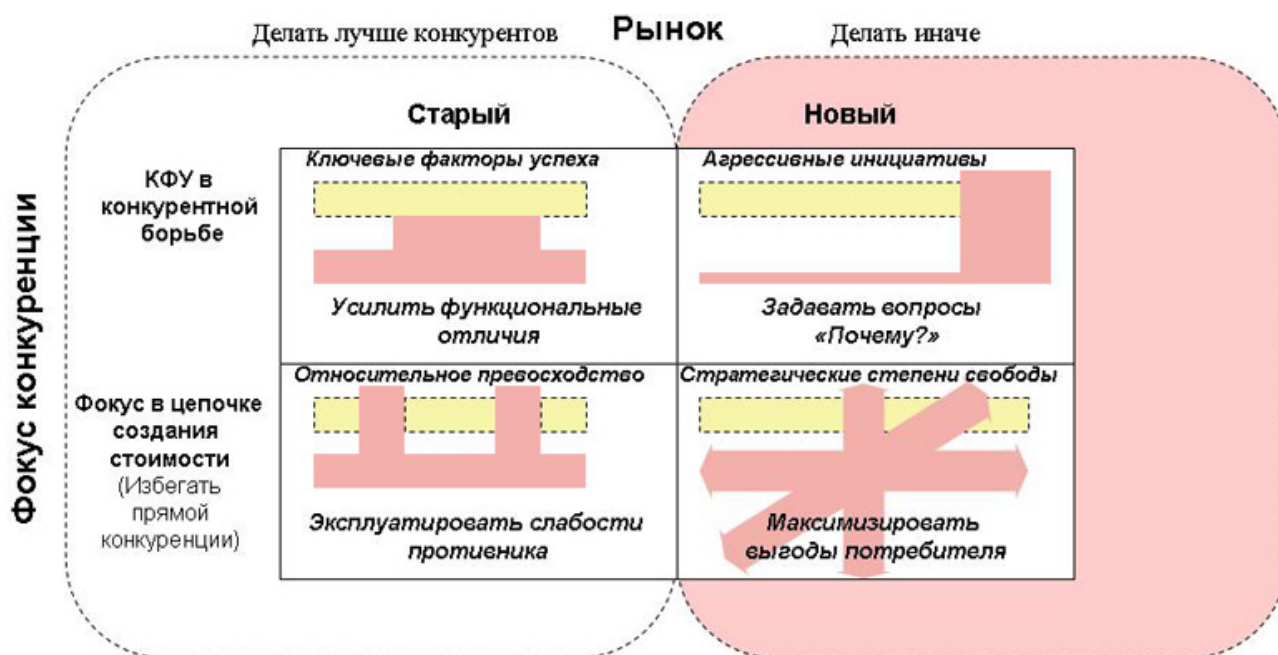 Делать лучше конкурентов
Рынок
Делать иначе
Старый
Новый
Фокус конкуренции
КФУ в
конкурентной
борьбе
Ключевые факторы успеха
Усилить функциональные
отличия
Агрессивные инициативы
Задавать вопросы
«Почему?»
Фокус в цепочке
создания
стоимости
(Избегать
прямой
конкуренции)
Относительное превосходство
Эксплуатировать слабости
противника
Стратегические степени свободы
Максимизировать
выгоды потребителя